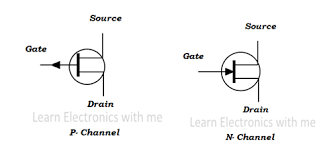 Source
Gate
Drain
Learn Electronics with me
P- Channel
Source
Gate
Drain
Learn Electronics with me
N- Channel